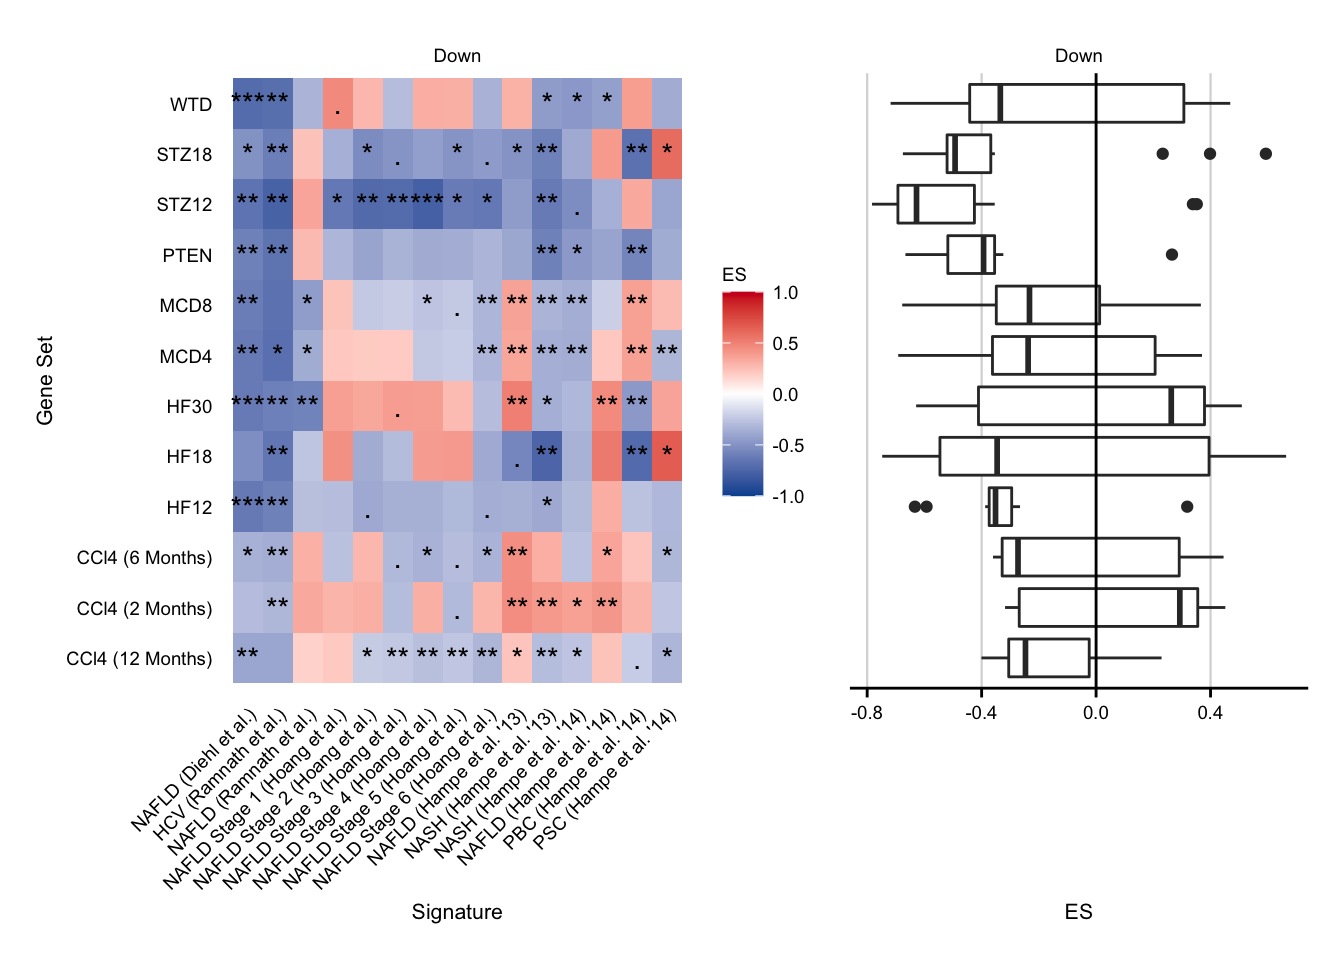 Down
Down
WTD
*** ** . * * *
STZ18
* ** * . * . * ** ** *
STZ12
** ** * ** ** *** * * ** .
PTEN
** ** ** * **
MCD8
** * * . ** ** ** ** **
MCD4
** * * ** ** ** ** ** **
HF30
*** ** ** . ** * ** **
HF18
** . ** ** *
HF12
*** ** . . *
CCl4 (6 Months)
* ** . * . * ** * *
CCl4 (2 Months)
** . ** ** * **
CCl4 (12 Months)
** * ** ** ** ** * ** * . *
Gene Set
ES
1.0
0.5
0.0
-0.5
-1.0
-0.8 -0.4 0.0 0.4
NAFLD (Diehl et al.)
HCV (Ramnath et al.)
NAFLD (Ramnath et al.)
NAFLD Stage 1 (Hoang et al.)
NAFLD Stage 2 (Hoang et al.)
NAFLD Stage 3 (Hoang et al.)
NAFLD Stage 4 (Hoang et al.)
NAFLD Stage 5 (Hoang et al.)
NAFLD Stage 6 (Hoang et al.)
NAFLD (Hampe et al. '13)
NASH (Hampe et al. '13)
NASH (Hampe et al. '14)
NAFLD (Hampe et al. '14)
PBC (Hampe et al. '14)
PSC (Hampe et al. '14)
Signature
ES